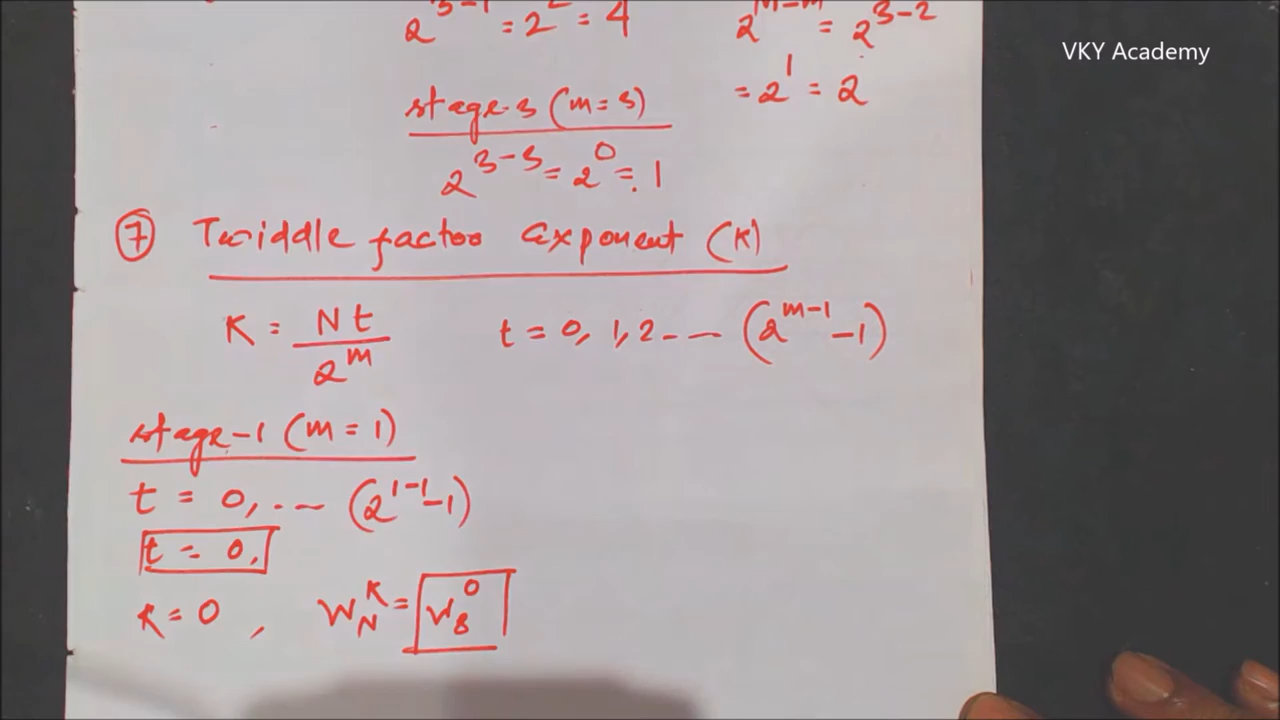 2^{3-1} = 2^2 = 4
2^{M-m} = 2^{3-2}
= 2^1 = 2
VKY Academy
stage-3 (m=3)
2^{3-3} = 2^0 = 1
⑦ Twiddle factor exponent (K)
K = \frac{Nt}{2^m}
t = 0, 1, 2 -- — (2^{m-1} -1)
stage-1 (m = 1)
t = 0, .. — (2^{1-1} -1)
t = 0.
K = 0 , W_N^K = W_8^0